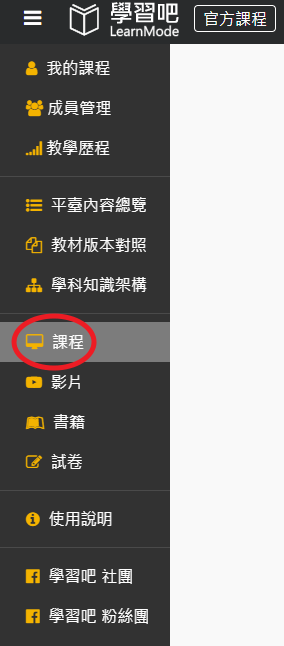 學習吧
LearnMode
官方課程
我的課程
成員管理
教學歷程
平臺內容總覽
教材版本對照
學科知識架構
課程
影片
書籍
試卷
使用說明
學習吧 社團
學習吧 粉絲團